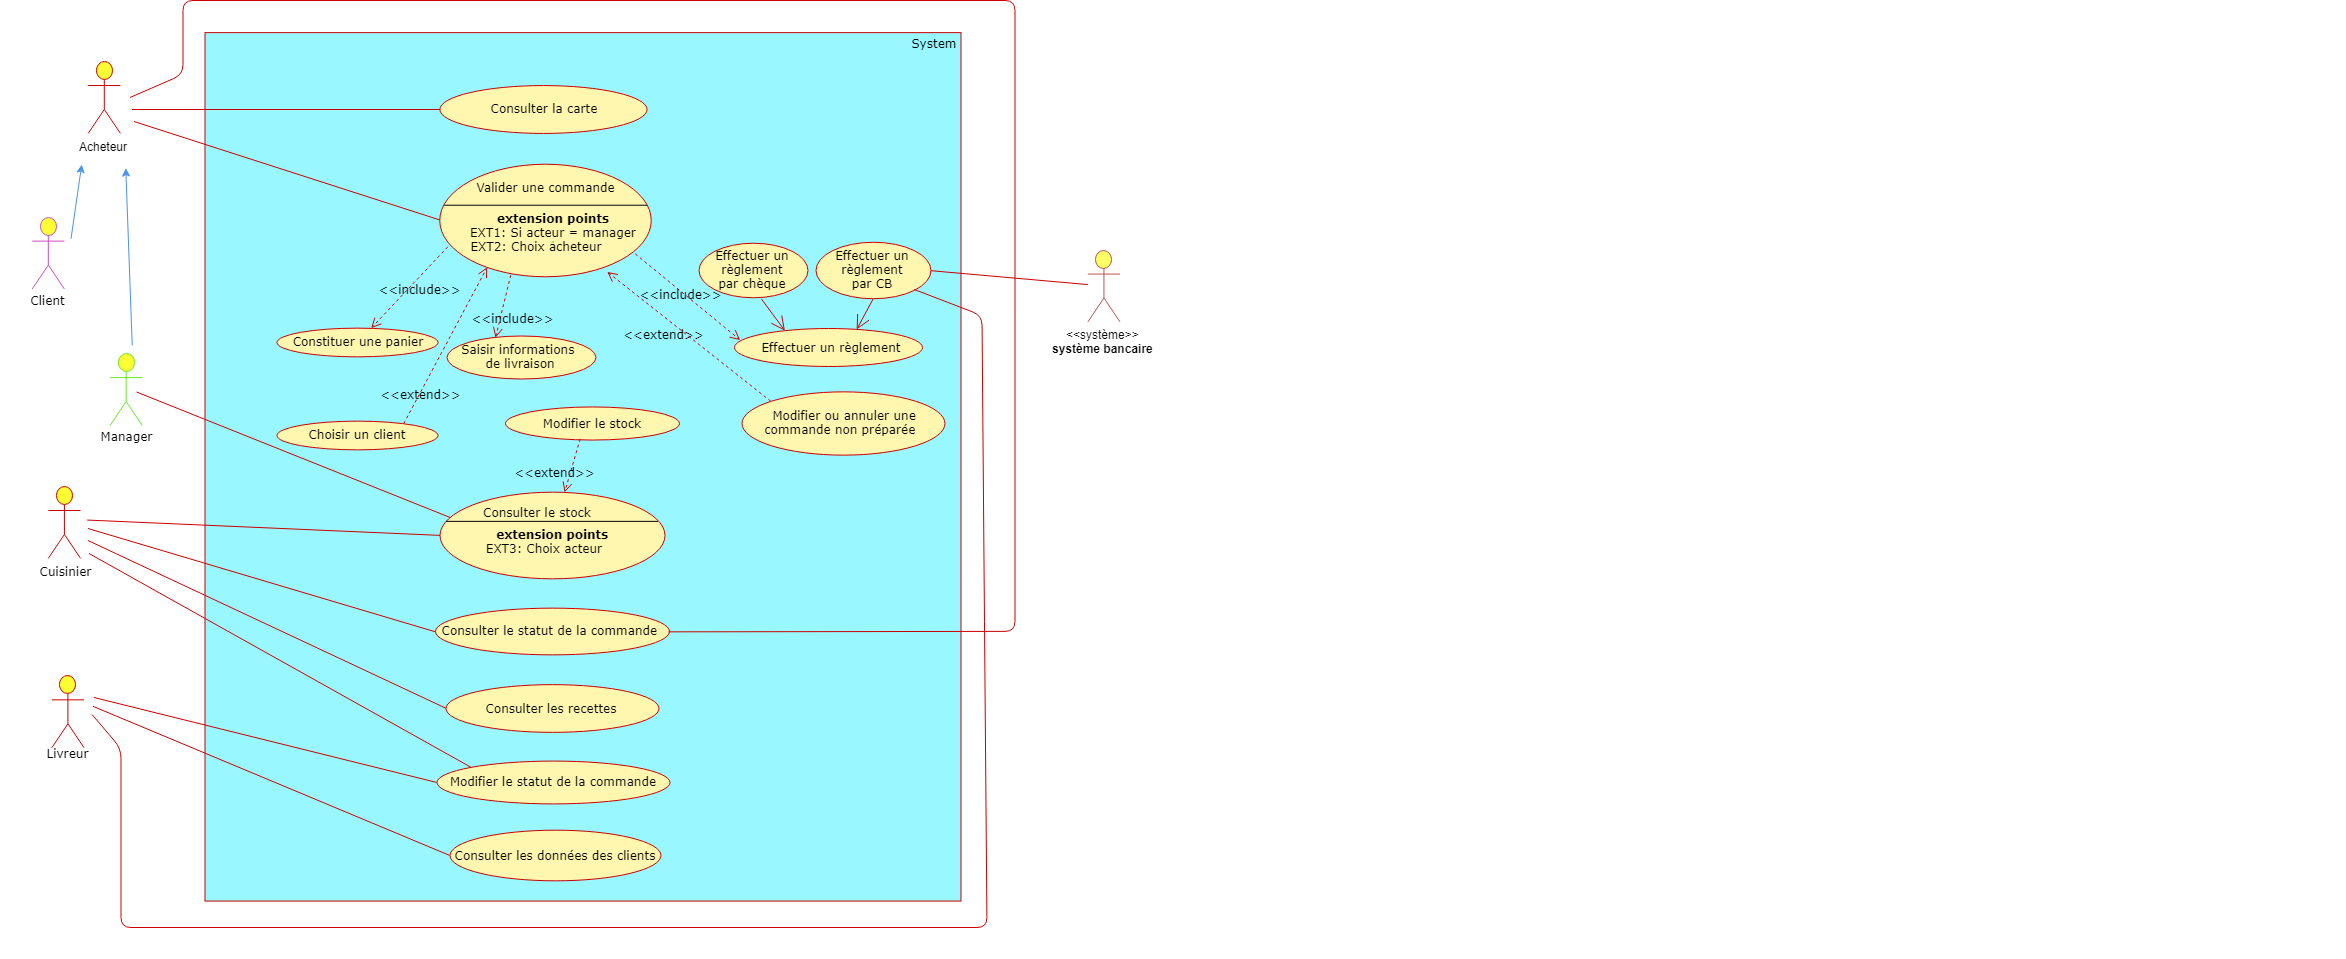 System
Consulter la carte
Acheteur
Valider une commande
extension points
EXT1: Si acteur = manager
EXT2: Choix acheteur
Effectuer un
règlement
par chèque
Effectuer un
règlement
par CB
Client
<<include>>
<<include>>
<<include>>
<<extend>>
<<système>>
système bancaire
Constituer une panier
Saisir informations
de livraison
Effectuer un règlement
<<extend>>
Manager
Choisir un client
Modifier le stock
Modifier ou annuler une
commande non préparée
<<extend>>
Consulter le stock
extension points
EXT3: Choix acteur
Cuisinier
Consulter le statut de la commande
Consulter les recettes
Livreur
Modifier le statut de la commande
Consulter les données des clients